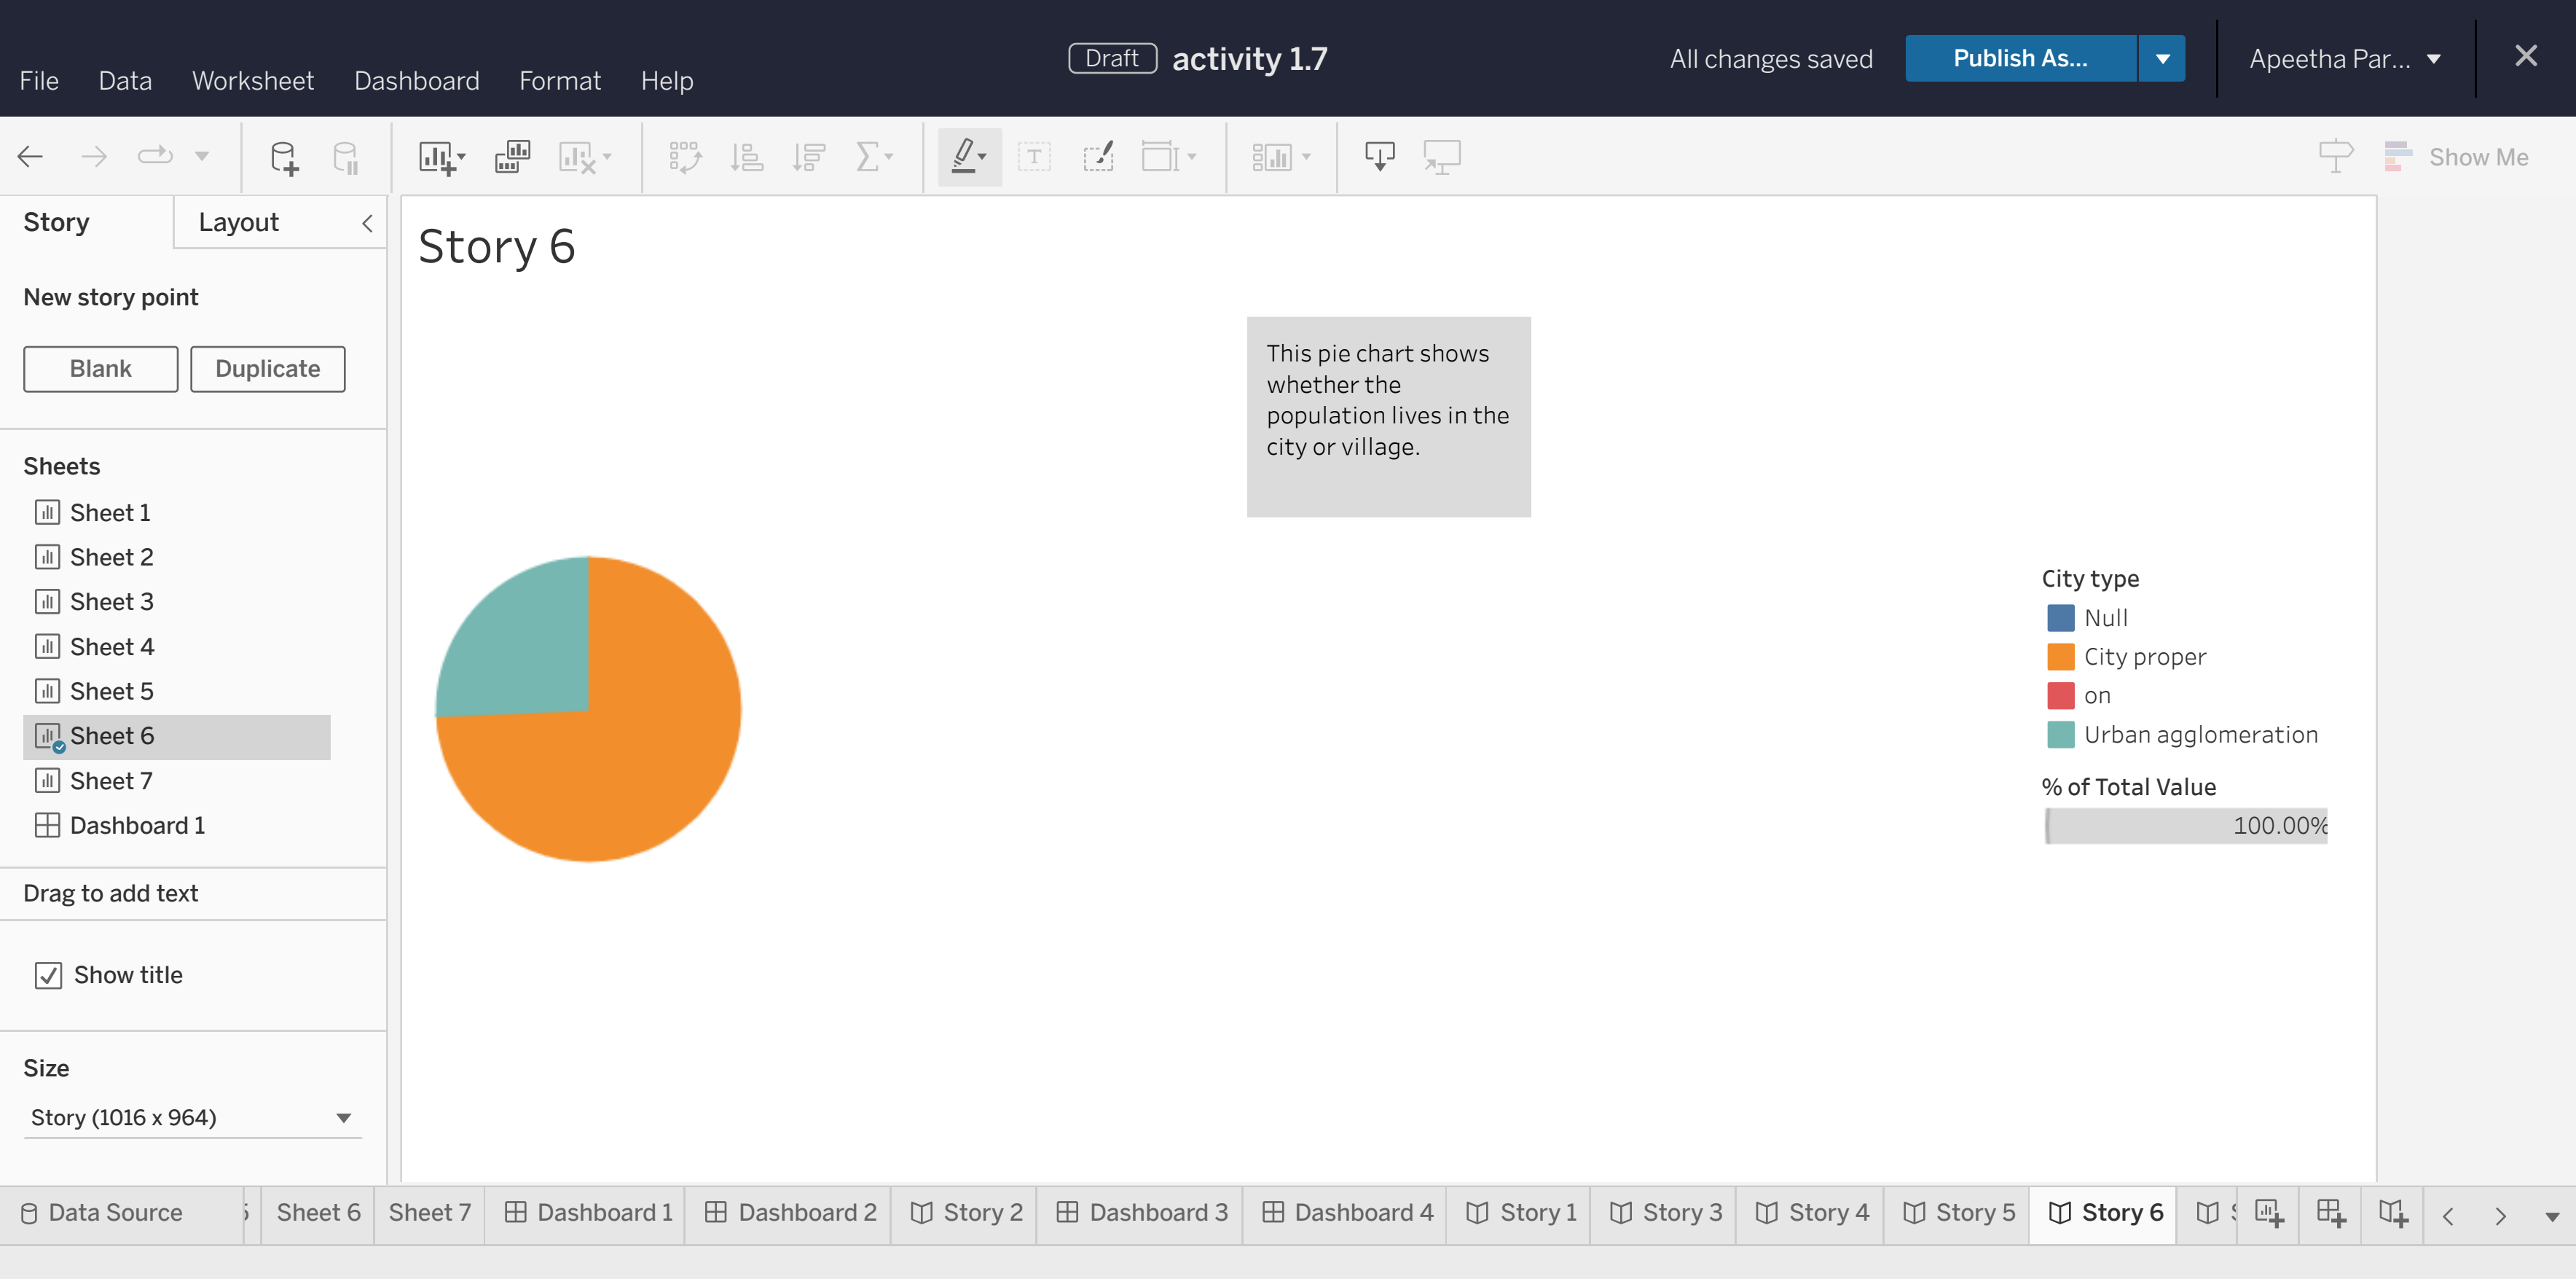 Draft activity 1.7
All changes saved
Publish As...
Apeetha Par...
File Data Worksheet Dashboard Format Help
Show Me
Story
Layout
New story point
Blank
Duplicate
Sheets
Sheet 1
Sheet 2
Sheet 3
Sheet 4
Sheet 5
Sheet 6
Sheet 7
Dashboard 1
Drag to add text
Show title
Size
Story (1016 x 964)
Story 6
This pie chart shows
whether the
population lives in the
city or village.
City type
Null
City proper
on
Urban agglomeration
% of Total Value
100.00%
Data Source Sheet 6 Sheet 7 Dashboard 1 Dashboard 2 Story 2 Dashboard 3 Dashboard 4 Story 1 Story 3 Story 4 Story 5 Story 6